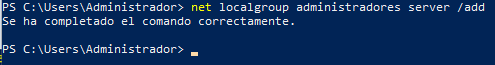 PS C:\Users\Administrador> net localgroup administradores server /add
Se ha completado el comando correctamente.
PS C:\Users\Administrador> _